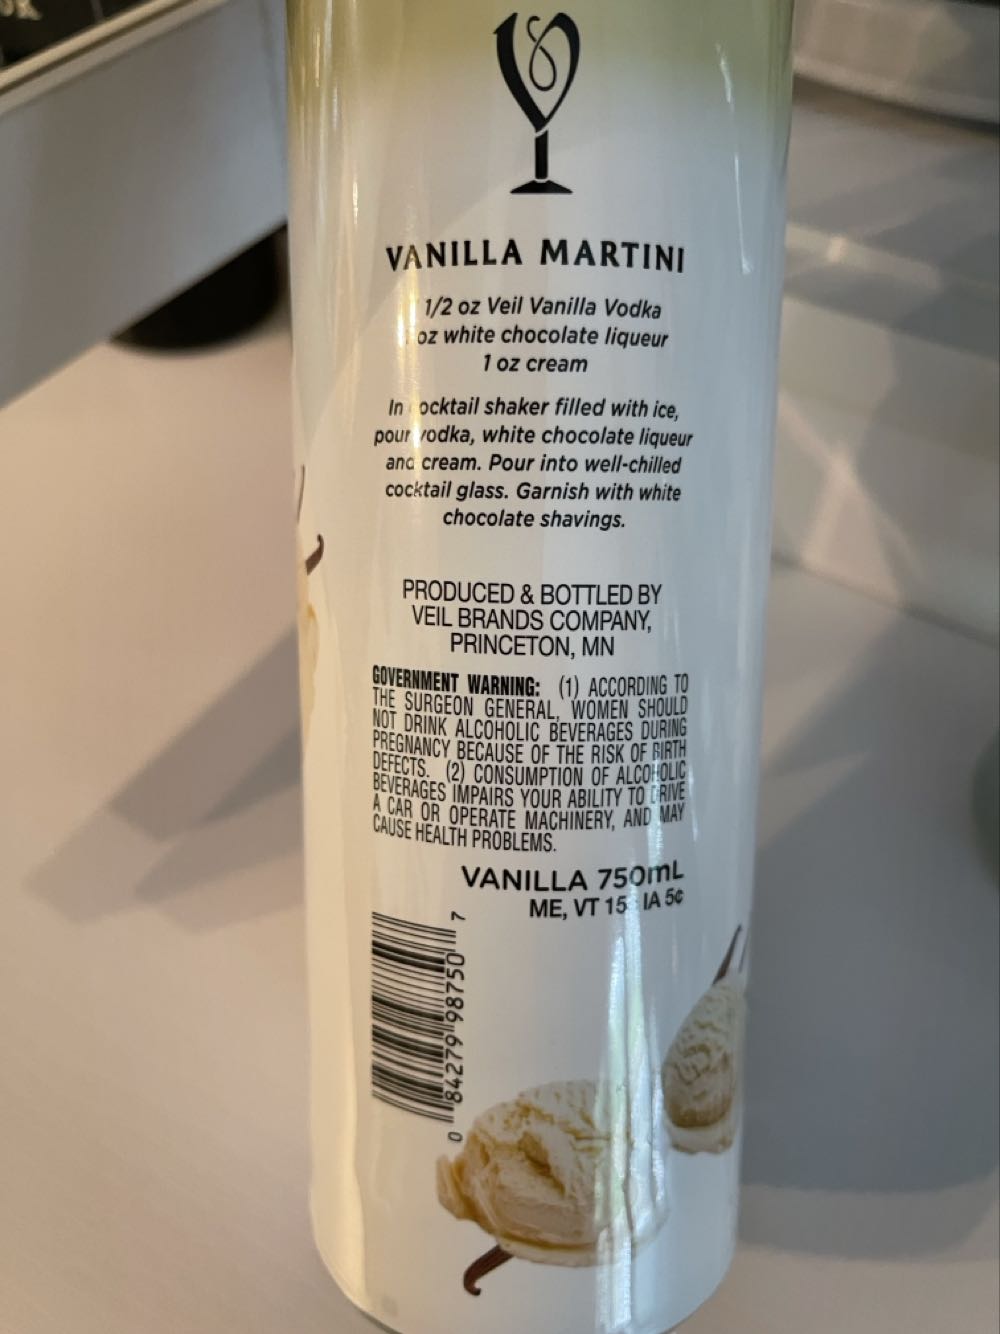 VANILLA MARTINI
1/2 oz Veil Vanilla Vodka
oz white chocolate liqueur
1 oz cream
In ocktail shaker filled with ice,
pour vodka, white chocolate liqueur
and cream. Pour into well-chilled
cocktail glass. Garnish with white
chocolate shavings.
PRODUCED & BOTTLED BY
VEIL BRANDS COMPANY,
PRINCETON, MN
GOVERNMENT WARNING: (1) ACCORDING TO
THE SURGEON GENERAL, WOMEN SHOULD
NOT DRINK ALCOHOLIC BEVERAGES DURING
PREGNANCY BECAUSE OF THE RISK OF BIRTH
DEFECTS. (2) CONSUMPTION OF ALCOHOLIC
BEVERAGES IMPAIRS YOUR ABILITY TO DRIVE
A CAR OR OPERATE MACHINERY, AND MAY
CAUSE HEALTH PROBLEMS.
VANILLA 750mL
ME, VT 15 IA 5¢
0 84279 98750 7